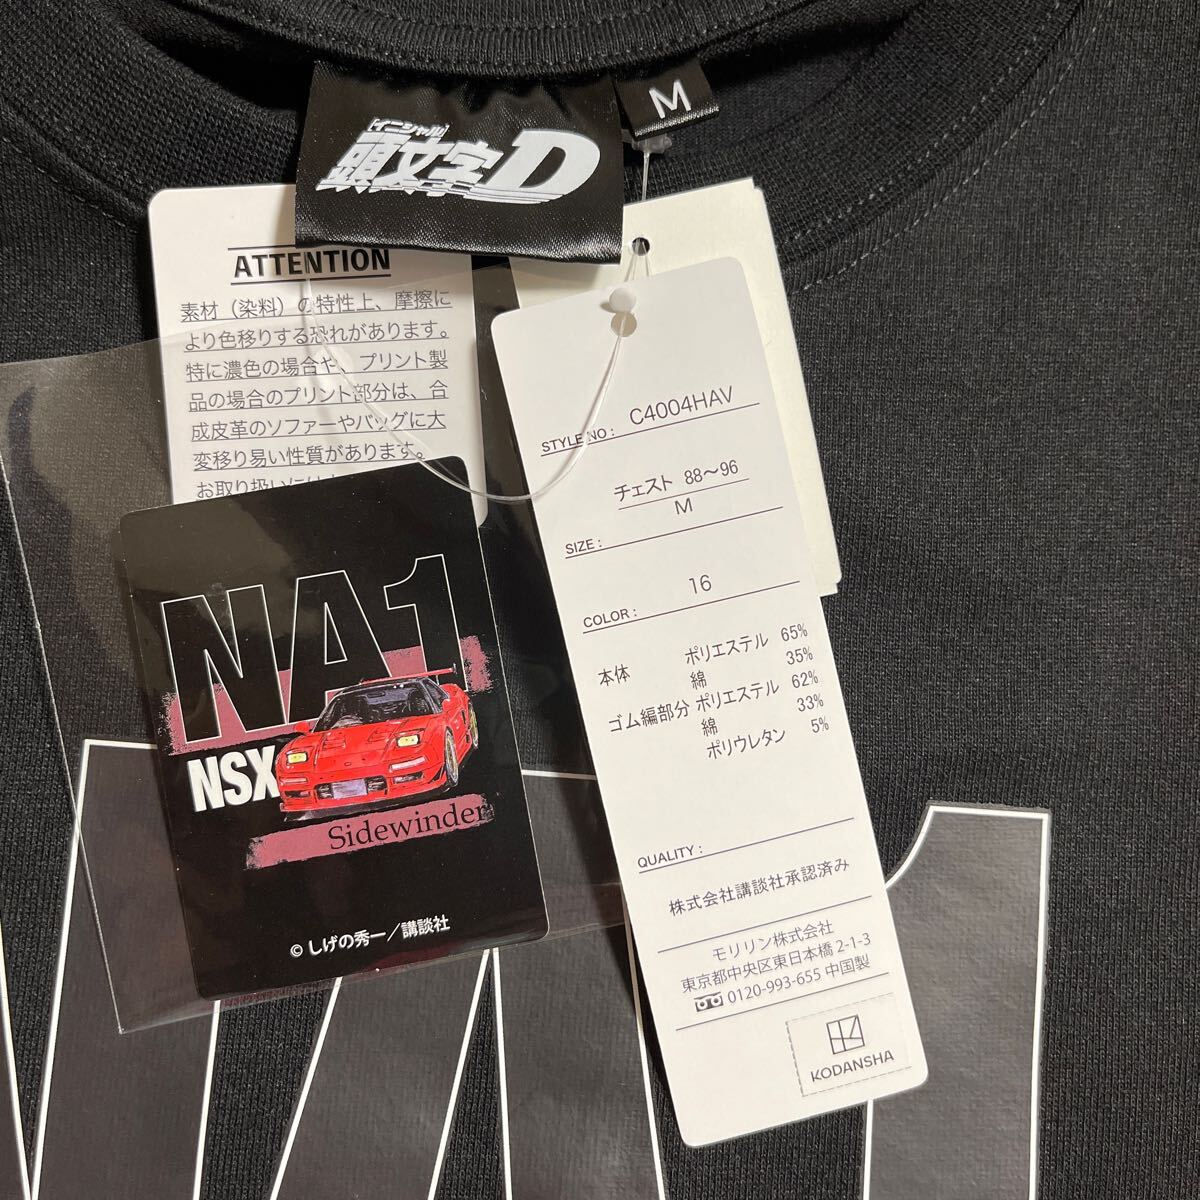 [イニシャル]
頭文字D
M
ATTENTION
素材（染料）の特性上、摩擦に
より色移りする恐れがあります。
特に濃色の場合や、プリント製
品の場合のプリント部分は、合
成皮革のソファーやバッグに大
変移り易い性質があります。
お取り扱いには
NA1
NSX
Sidewinder
© しげの秀一／講談社
STYLE NO : C4004HAV
チェスト 88～96
M
SIZE :
16
COLOR :
本体 ポリエステル 65%
綿 35%
ゴム編部分 ポリエステル 62%
綿 33%
ポリウレタン 5%
QUALITY :
株式会社講談社承認済み
モリリン株式会社
東京都中央区東日本橋 2-1-3
0120-993-655 中国製
KODANSHA
NA1